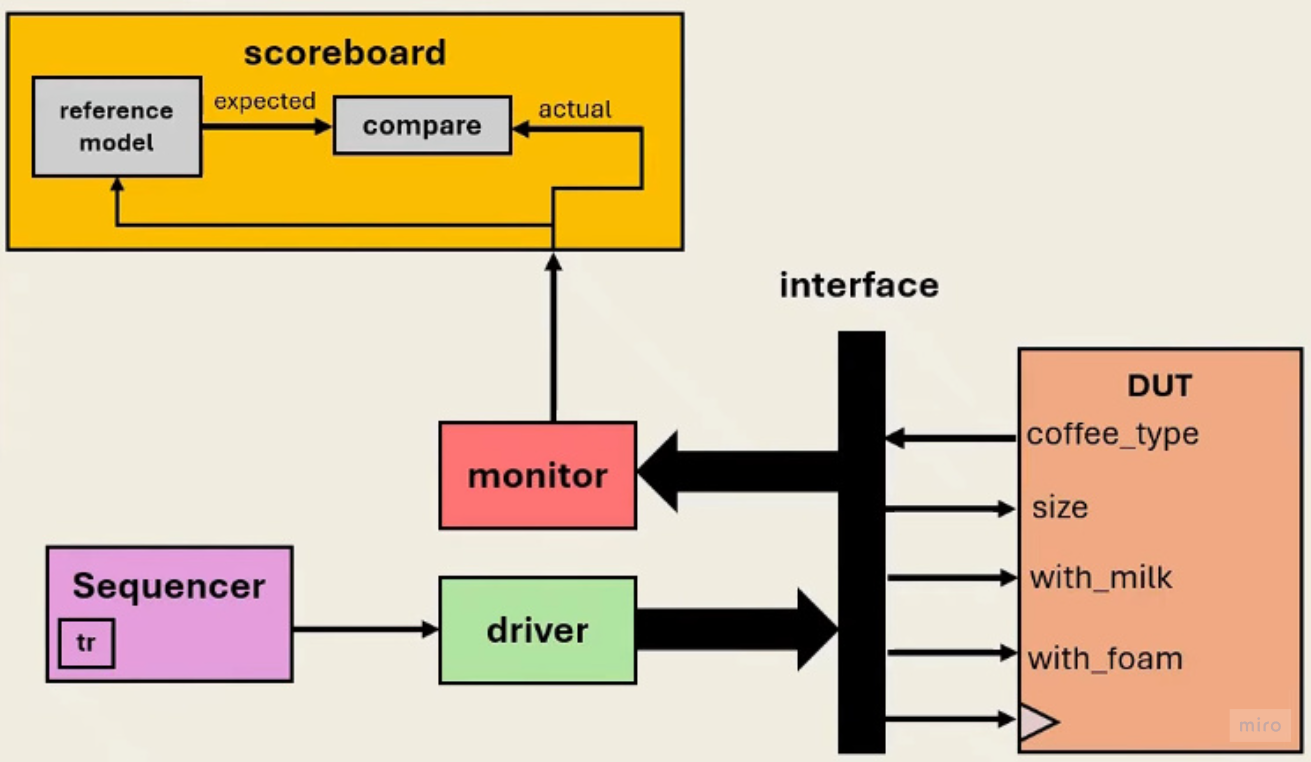 scoreboard
reference
model
expected
compare
actual
interface
DUT
coffee_type
size
with_milk
with_foam
monitor
Sequencer
tr
driver
miro